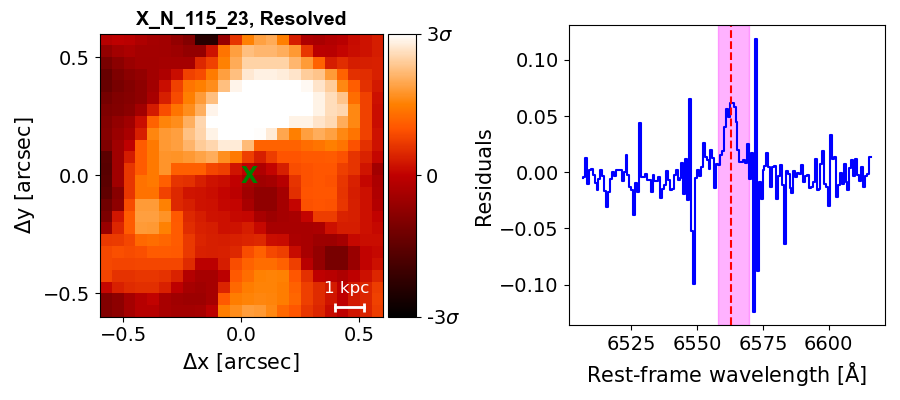 X_N_115_23, Resolved
0.5
0.0
−0.5
Δy [arcsec]
−0.5
0.0
0.5
Δx [arcsec]
1 kpc
3σ
0
-3σ
0.10
0.05
0.00
−0.05
−0.10
Residuals
6525
6550
6575
6600
Rest-frame wavelength [Å]
X